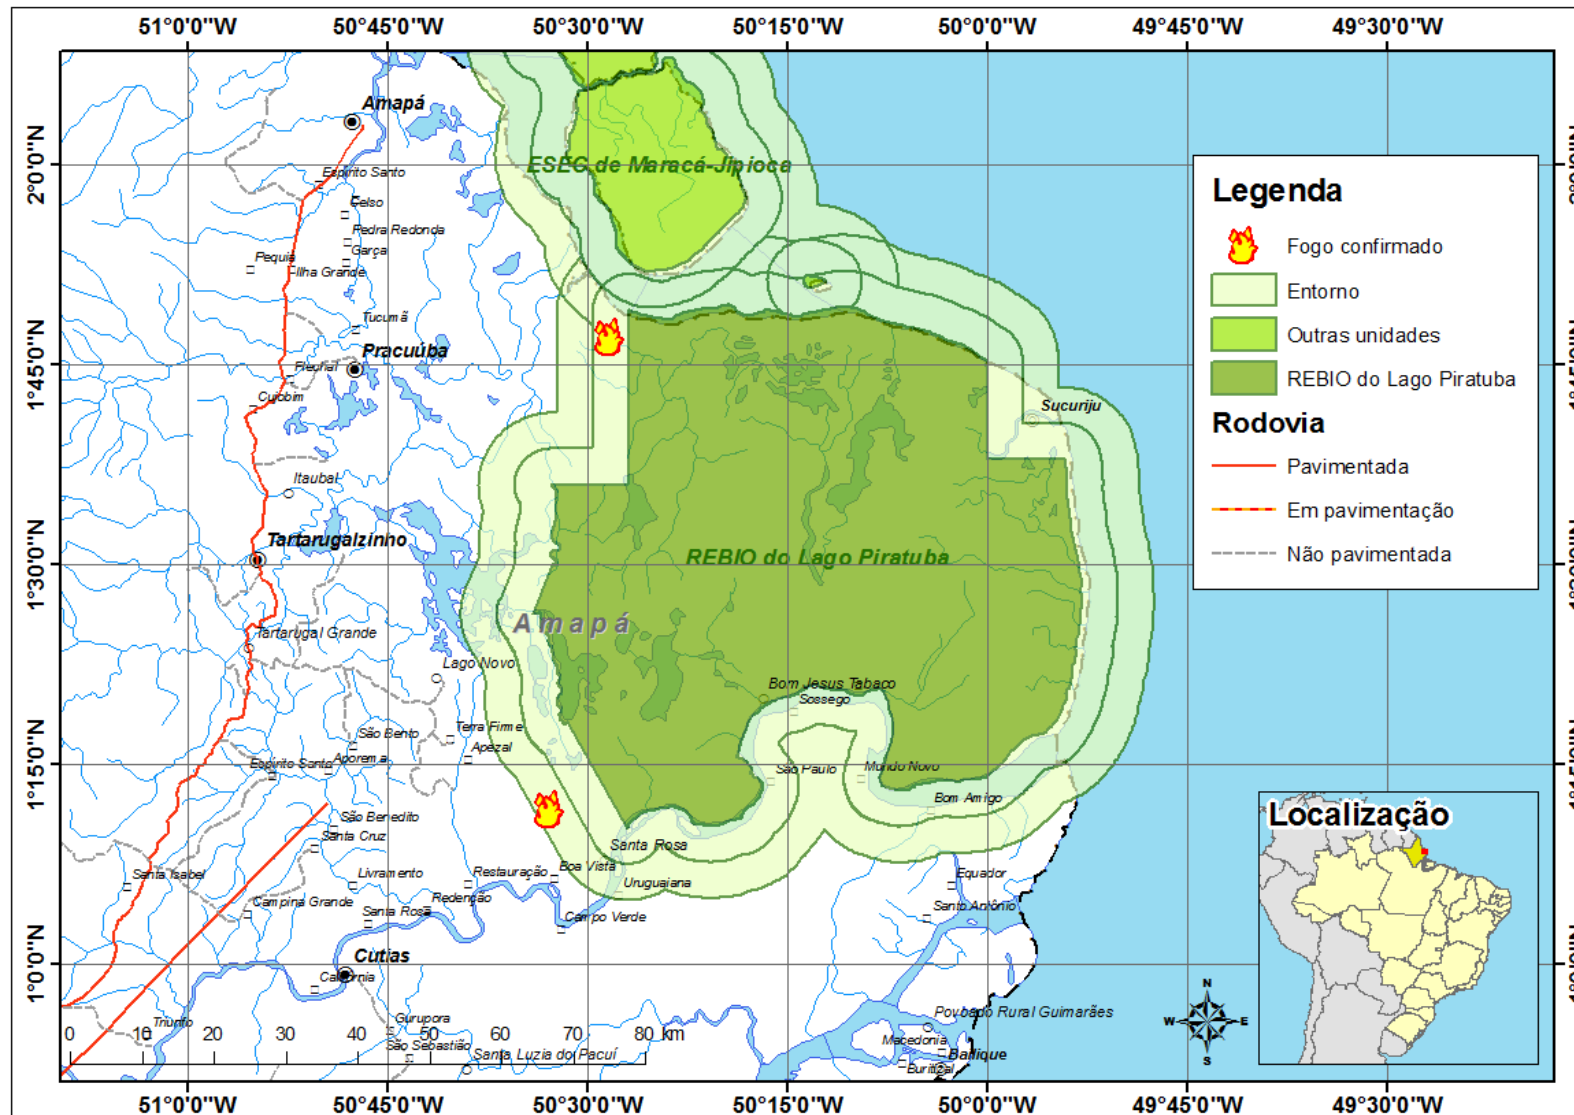 51°0'0"W 50°45'0"W 50°30'0"W 50°15'0"W 50°0'0"W 49°45'0"W 49°30'0"W
2°0'0"N
1°45'0"N
1°30'0"N
1°15'0"N
1°0'0"N
Amapá
Espírito Santo
Celso
Pedra Redonda
Garça
Pequia
Ilha Grande
Tucumã
Pracuúba
Flechal
Cujobim
Itaubal
Tartarugalzinho
Tartarugal Grande
Lago Novo
Terra Firme
São Bento
Apezal
Espírito Santo
Aporema
São Benedito
Santa Cruz
Santa Isabel
Livramento
Restauração
Boa Vista
Redenção
Uruguaiana
Campina Grande
Santa Rosa
Campo Verde
Cutias
Califórnia
Triunfo
Gurupora
São Sebastião
Santa Luzia do Pacuí
0 10 20 30 40 50 60 70 80 km
ESEC de Maracá-Jipioca
Sucuriju
REBIO do Lago Piratuba
Amapá
Bom Jesus Tabaco
Sossego
São Paulo
Mundo Novo
Bom Amigo
Santa Rosa
Equador
Santo Antônio
Povoado Rural Guimarães
Macedonia
Bailique
Buritizal
Legenda
Fogo confirmado
Entorno
Outras unidades
REBIO do Lago Piratuba
Rodovia
Pavimentada
Em pavimentação
Não pavimentada
Localização
N
W E
S
51°0'0"W 50°45'0"W 50°30'0"W 50°15'0"W 50°0'0"W 49°45'0"W 49°30'0"W